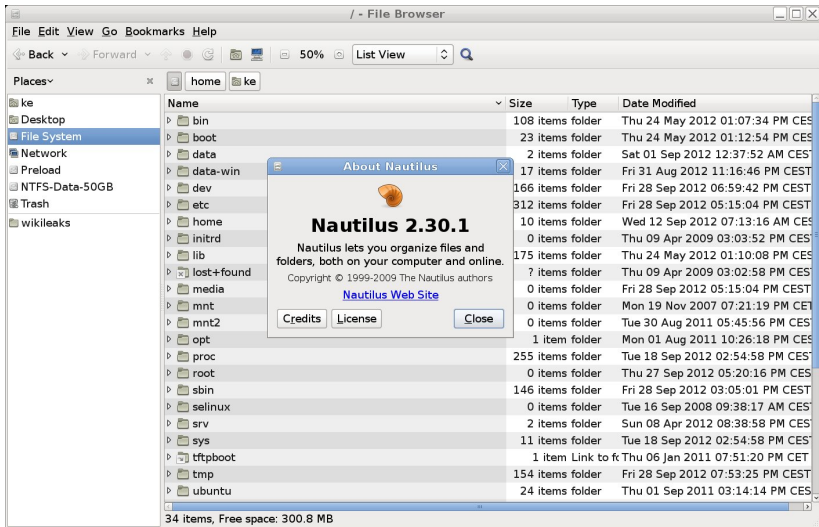 / - File Browser
File Edit View Go Bookmarks Help
Back Forward 50% List View
Places home ke
Name Size Type Date Modified
ke
Desktop
File System
Network
Preload
NTFS-Data-50GB
Trash
wikileaks
bin 108 items folder Thu 24 May 2012 01:07:34 PM CES
boot 23 items folder Thu 24 May 2012 01:12:54 PM CES
data 2 items folder Sat 01 Sep 2012 12:37:52 AM CEST
data-win 17 items folder Fri 31 Aug 2012 11:16:46 PM CEST
dev 166 items folder Fri 28 Sep 2012 06:59:42 PM CEST
etc 312 items folder Fri 28 Sep 2012 05:15:04 PM CEST
home 10 items folder Wed 12 Sep 2012 07:13:16 AM CES
initrd 0 items folder Thu 09 Apr 2009 03:03:52 PM CEST
lib 175 items folder Thu 24 May 2012 01:10:08 PM CES
lost+found ? items folder Thu 09 Apr 2009 03:02:58 PM CEST
media 0 items folder Fri 28 Sep 2012 05:15:04 PM CEST
mnt 0 items folder Mon 19 Nov 2007 07:21:19 PM CET
mnt2 0 items folder Tue 30 Aug 2011 05:45:56 PM CES
opt 1 item folder Mon 01 Aug 2011 10:26:18 PM CES
proc 255 items folder Tue 18 Sep 2012 02:54:58 PM CES
root 0 items folder Thu 27 Sep 2012 05:20:16 PM CES
sbin 146 items folder Fri 28 Sep 2012 03:05:01 PM CEST
selinux 0 items folder Tue 16 Sep 2008 09:38:17 AM CES
srv 2 items folder Sun 08 Apr 2012 08:38:58 PM CES
sys 11 items folder Tue 18 Sep 2012 02:54:58 PM CES
tftpboot 1 item Link to fo Thu 06 Jan 2011 07:51:20 PM CET
tmp 154 items folder Fri 28 Sep 2012 07:53:25 PM CEST
ubuntu 24 items folder Thu 01 Sep 2011 03:14:14 PM CES
About Nautilus
Nautilus 2.30.1
Nautilus lets you organize files and
folders, both on your computer and online.
Copyright © 1999-2009 The Nautilus authors
Nautilus Web Site
Credits License Close
34 items, Free space: 300.8 MB